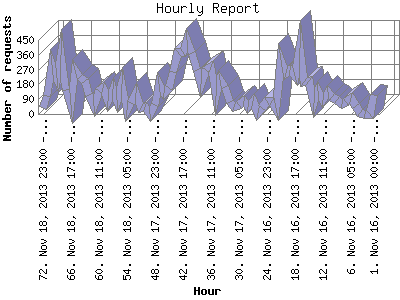 Hourly Report
Number of requests
450
360
270
180
90
0
72. Nov 18, 2013 23:00 -...
66. Nov 18, 2013 17:00 -...
60. Nov 18, 2013 11:00 -...
54. Nov 18, 2013 05:00 -...
48. Nov 17, 2013 23:00 -...
42. Nov 17, 2013 17:00 -...
36. Nov 17, 2013 11:00 -...
30. Nov 17, 2013 05:00 -...
24. Nov 16, 2013 23:00 -...
18. Nov 16, 2013 17:00 -...
12. Nov 16, 2013 11:00 -...
6. Nov 16, 2013 05:00 -...
1. Nov 16, 2013 00:00 -...
Hour